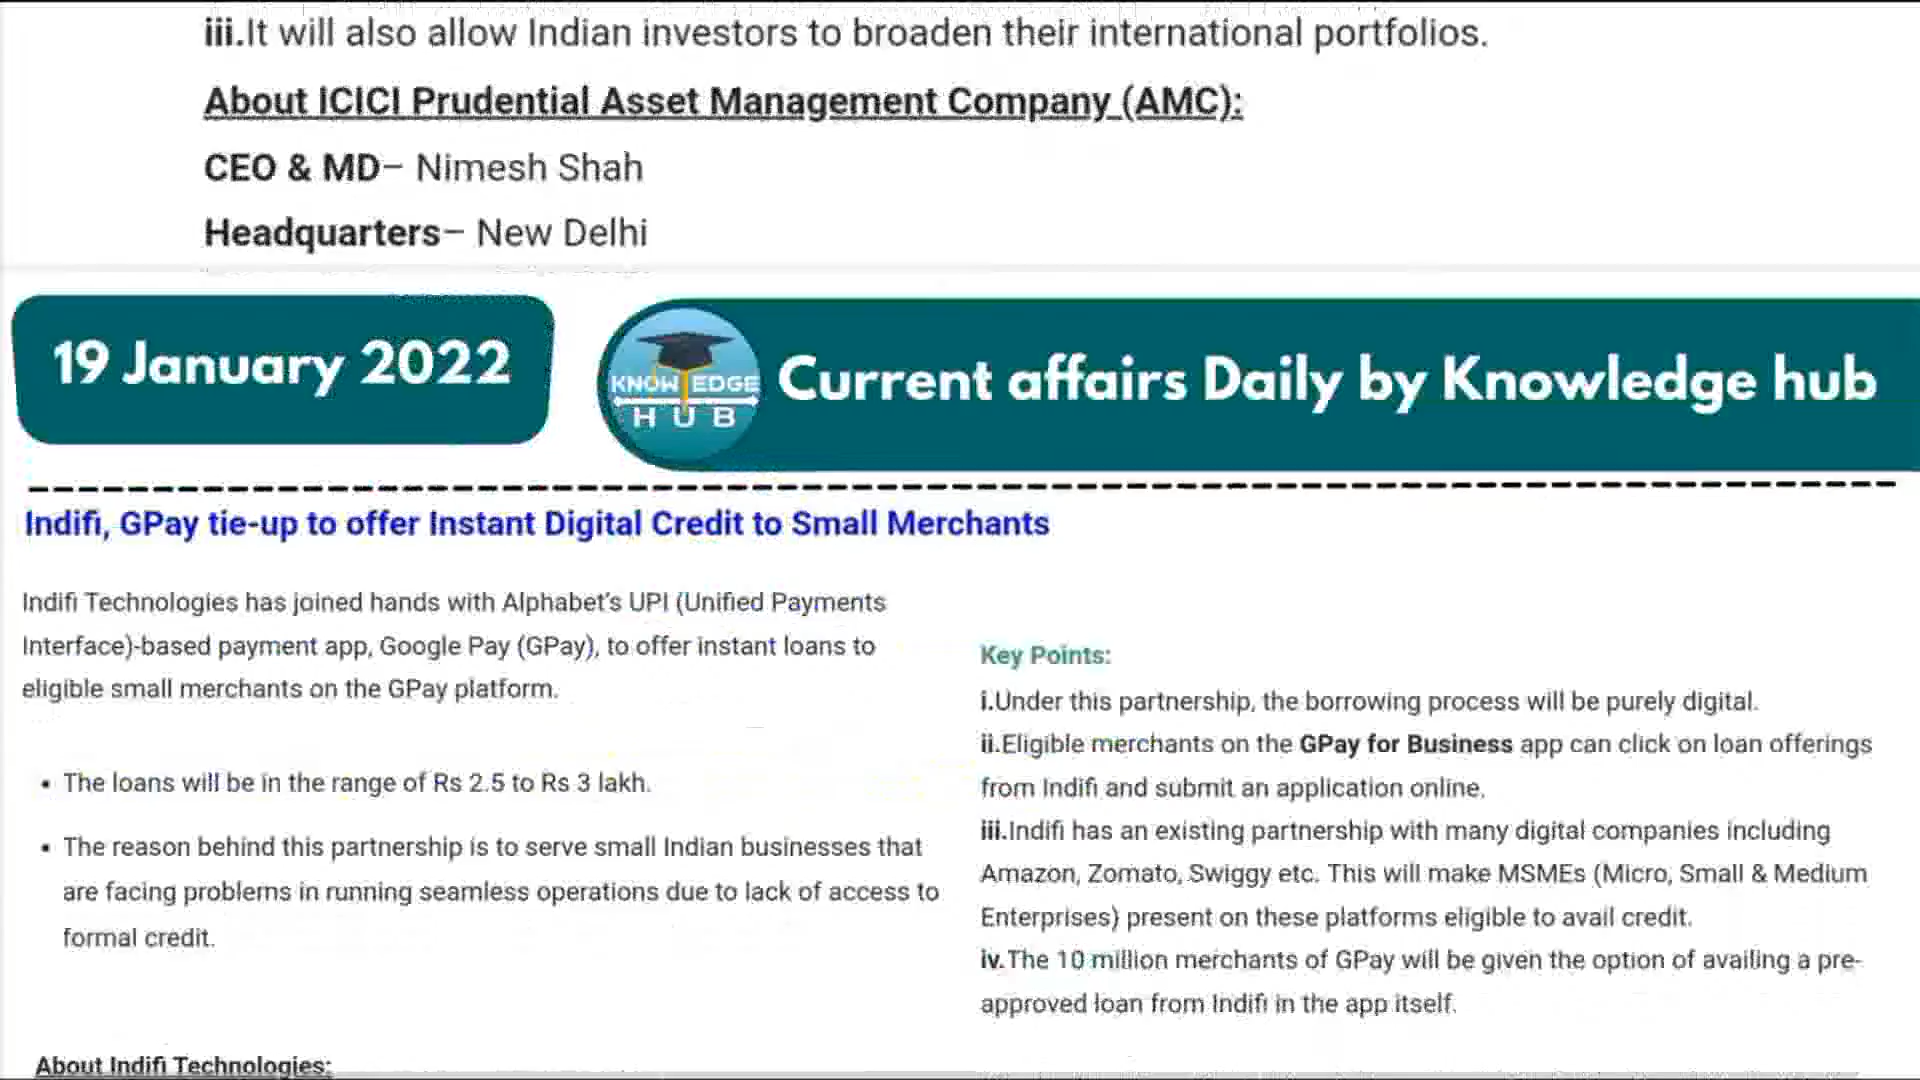 iii.It will also allow Indian investors to broaden their international portfolios.
About ICICI Prudential Asset Management Company (AMC):
CEO & MD– Nimesh Shah
Headquarters– New Delhi
19 January 2022
KNOWLEDGE
HUB
Current affairs Daily by Knowledge hub
Indifi, GPay tie-up to offer Instant Digital Credit to Small Merchants
Indifi Technologies has joined hands with Alphabet’s UPI (Unified Payments
Interface)-based payment app, Google Pay (GPay), to offer instant loans to
eligible small merchants on the GPay platform.
• The loans will be in the range of Rs 2.5 to Rs 3 lakh.
• The reason behind this partnership is to serve small Indian businesses that
are facing problems in running seamless operations due to lack of access to
formal credit.
Key Points:
i.Under this partnership, the borrowing process will be purely digital.
ii.Eligible merchants on the GPay for Business app can click on loan offerings
from Indifi and submit an application online.
iii.Indifi has an existing partnership with many digital companies including
Amazon, Zomato, Swiggy etc. This will make MSMEs (Micro, Small & Medium
Enterprises) present on these platforms eligible to avail credit.
iv.The 10 million merchants of GPay will be given the option of availing a pre-
approved loan from Indifi in the app itself.
About Indifi Technologies: